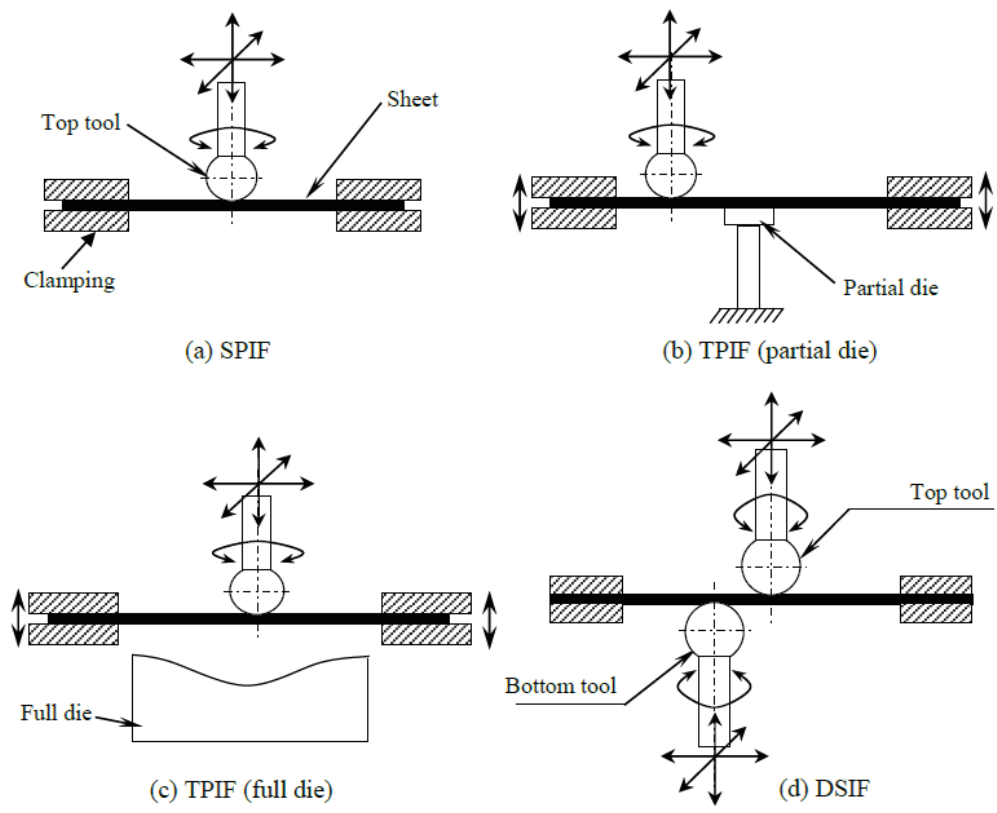 Sheet
Top tool
Clamping
(a) SPIF
Partial die
(b) TPIF (partial die)
Full die
(c) TPIF (full die)
Top tool
Bottom tool
(d) DSIF